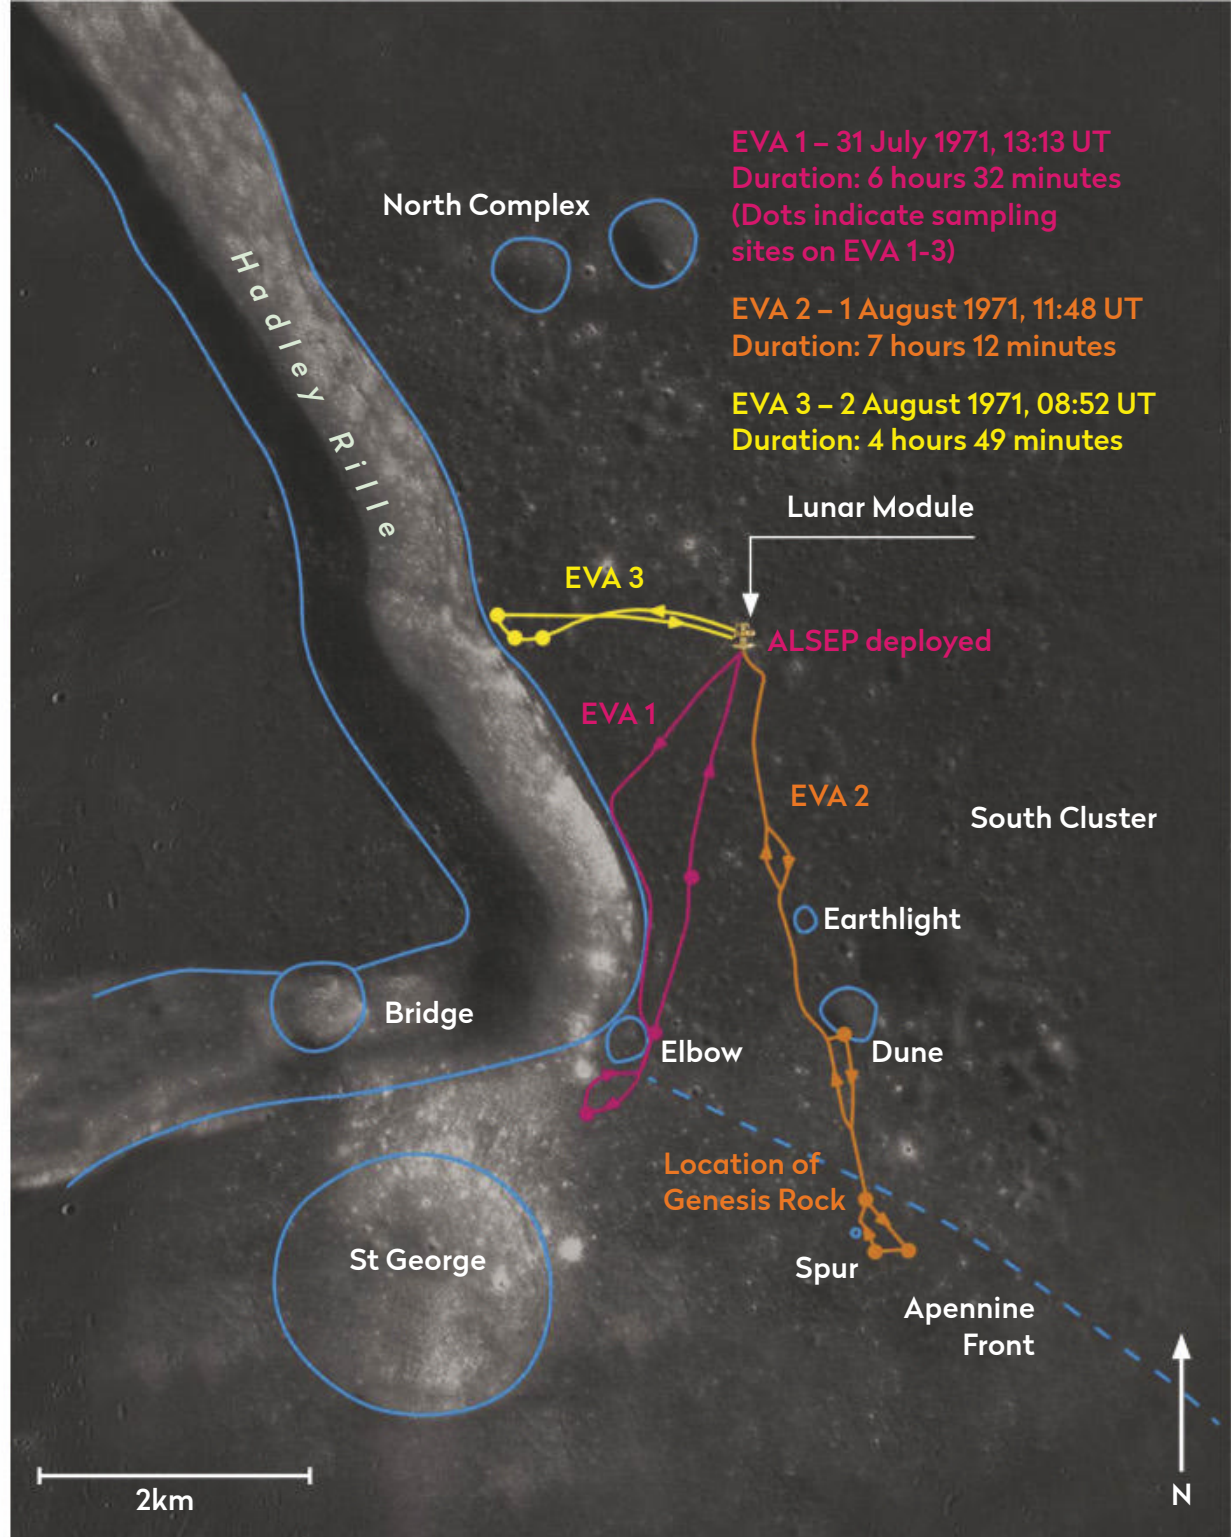 EVA 1 – 31 July 1971, 13:13 UT
Duration: 6 hours 32 minutes
(Dots indicate sampling
sites on EVA 1-3)
North Complex
Hadley Rille
EVA 2 – 1 August 1971, 11:48 UT
Duration: 7 hours 12 minutes
EVA 3 – 2 August 1971, 08:52 UT
Duration: 4 hours 49 minutes
Lunar Module
EVA 3
ALSEP deployed
EVA 1
EVA 2
South Cluster
Earthlight
Bridge
Elbow
Dune
Location of
Genesis Rock
St George
Spur
Apennine
Front
2km
N